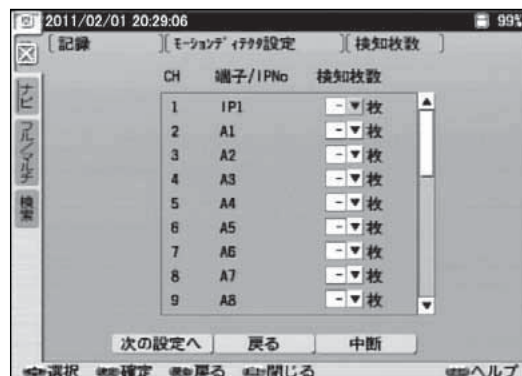 2011/02/01 20:29:06 99%
[記録 ][ﾓｰｼｮﾝﾃﾞｨﾃｸﾀ設定 ][検知枚数 ]
ナビ
フル/マルチ
検索
CH 端子/IPNo 検知枚数
1 IP1 - ▼枚
2 A1 - ▼枚
3 A2 - ▼枚
4 A3 - ▼枚
5 A4 - ▼枚
6 A5 - ▼枚
7 A6 - ▼枚
8 A7 - ▼枚
9 A8 - ▼枚
次の設定へ 戻る 中断
選択 確定 戻る 閉じる ヘルプ